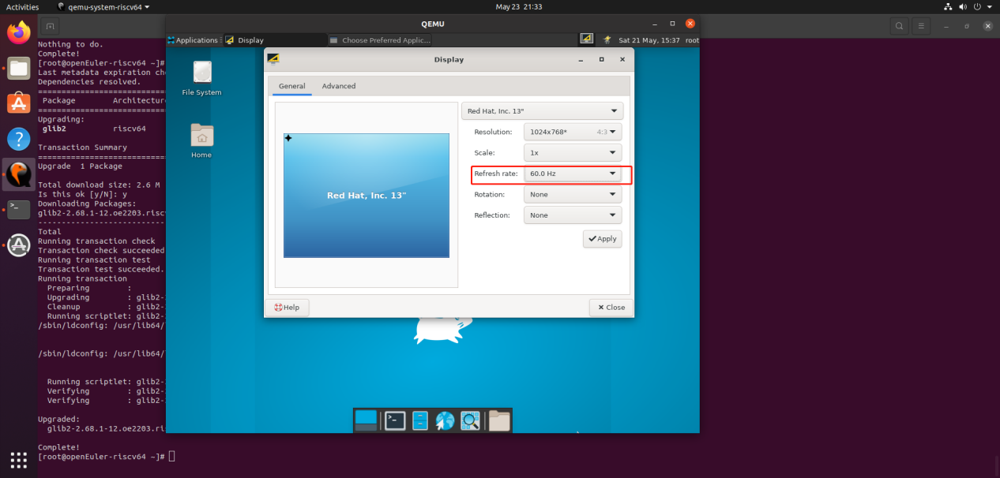 Activities
qemu-system-riscv64
May 23 21:33
Nothing to do.
Complete!
[root@openEuler-riscv64 ~]#
Last metadata expiration che
Dependencies resolved.
Package Architecture
Upgrading:
glib2 riscv64
Transaction Summary
Upgrade 1 Package
Total download size: 2.6 M
Is this ok [y/N]: y
Downloading Packages:
glib2-2.68.1-12.oe2203.risc
Total
Running transaction check
Transaction check succeeded
Running transaction test
Transaction test succeeded.
Running transaction
Preparing :
Upgrading : glib2-
Cleanup : glib2-
Running scriptlet: glib2-
/sbin/ldconfig: /usr/lib64/
/sbin/ldconfig: /usr/lib64/
Running scriptlet: glib2-
Verifying : glib2-
Verifying : glib2-
Upgraded:
glib2-2.68.1-12.oe2203.ri
Complete!
[root@openEuler-riscv64 ~]#
QEMU
Applications
Display
Choose Preferred Applic...
Sat 21 May, 15:37
root
File System
Home
Display
General
Advanced
Red Hat, Inc. 13"
Red Hat, Inc. 13"
Resolution: 1024x768* 4:3
Scale: 1x
Refresh rate: 60.0 Hz
Rotation: None
Reflection: None
Apply
Help
Close